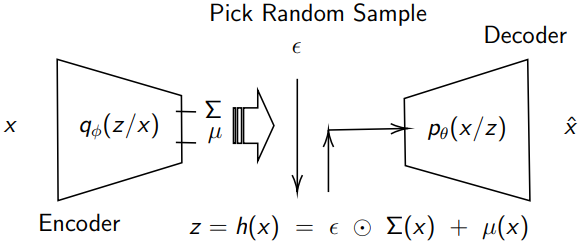 Pick Random Sample
Decoder
ϵ
x
q_ϕ(z/x)
Σ
μ
p_θ(x/z)
x̂
Encoder
z = h(x) = ϵ ⊙ Σ(x) + μ(x)